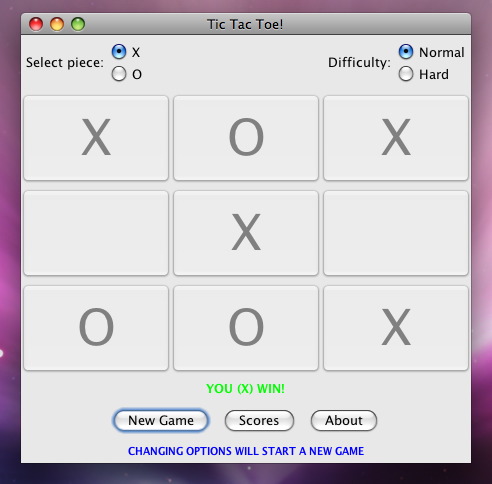 Tic Tac Toe!
Select piece: X
O
Difficulty: Normal
Hard
X O X
X
O O X
YOU (X) WIN!
New Game Scores About
CHANGING OPTIONS WILL START A NEW GAME